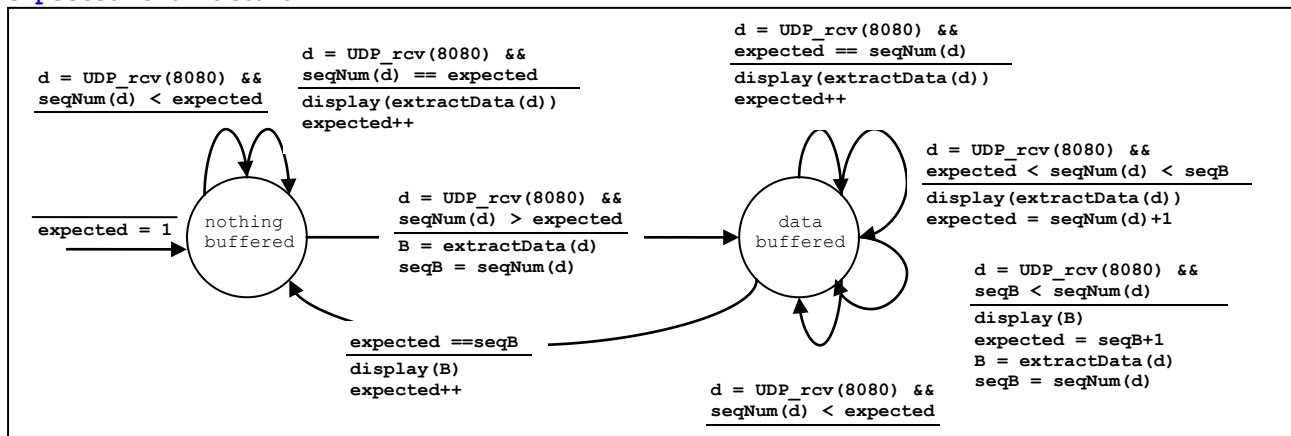 d = UDP_rcv(8080) &&
seqNum(d) < expected
d = UDP_rcv(8080) &&
seqNum(d) == expected
display(extractData(d))
expected++
d = UDP_rcv(8080) &&
expected == seqNum(d)
display(extractData(d))
expected++
expected = 1
nothing
buffered
d = UDP_rcv(8080) &&
seqNum(d) > expected
B = extractData(d)
seqB = seqNum(d)
data
buffered
d = UDP_rcv(8080) &&
expected < seqNum(d) < seqB
display(extractData(d))
expected = seqNum(d)+1
d = UDP_rcv(8080) &&
seqB < seqNum(d)
display(B)
expected = seqB+1
B = extractData(d)
seqB = seqNum(d)
expected ==seqB
display(B)
expected++
d = UDP_rcv(8080) &&
seqNum(d) < expected